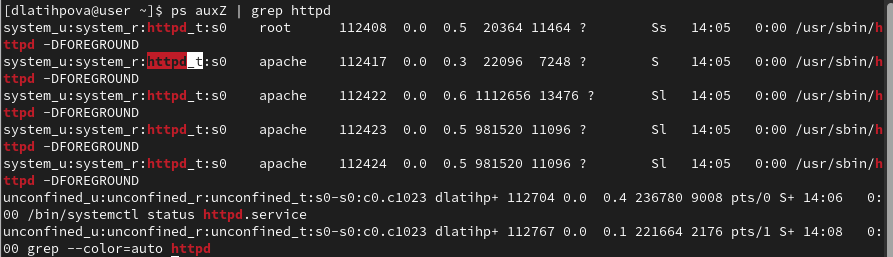 [dlatihpova@user ~]$ ps auxZ | grep httpd
system_u:system_r:httpd_t:s0    root      112408  0.0  0.5  20364 11464 ?        Ss   14:05   0:00 /usr/sbin/h
ttpd -DFOREGROUND
system_u:system_r:httpd_t:s0    apache    112417  0.0  0.3  22096  7248 ?        S    14:05   0:00 /usr/sbin/h
ttpd -DFOREGROUND
system_u:system_r:httpd_t:s0    apache    112422  0.0  0.6 1112656 13476 ?       Sl   14:05   0:00 /usr/sbin/h
ttpd -DFOREGROUND
system_u:system_r:httpd_t:s0    apache    112423  0.0  0.5 981520 11096 ?        Sl   14:05   0:00 /usr/sbin/h
ttpd -DFOREGROUND
system_u:system_r:httpd_t:s0    apache    112424  0.0  0.5 981520 11096 ?        Sl   14:05   0:00 /usr/sbin/h
ttpd -DFOREGROUND
unconfined_u:unconfined_r:unconfined_t:s0-s0:c0.c1023 dlatihp+ 112704 0.0  0.4 236780 9008 pts/0 S+ 14:06   0:
00 /bin/systemctl status httpd.service
unconfined_u:unconfined_r:unconfined_t:s0-s0:c0.c1023 dlatihp+ 112767 0.0  0.1 221664 2176 pts/1 S+ 14:08   0:
00 grep --color=auto httpd